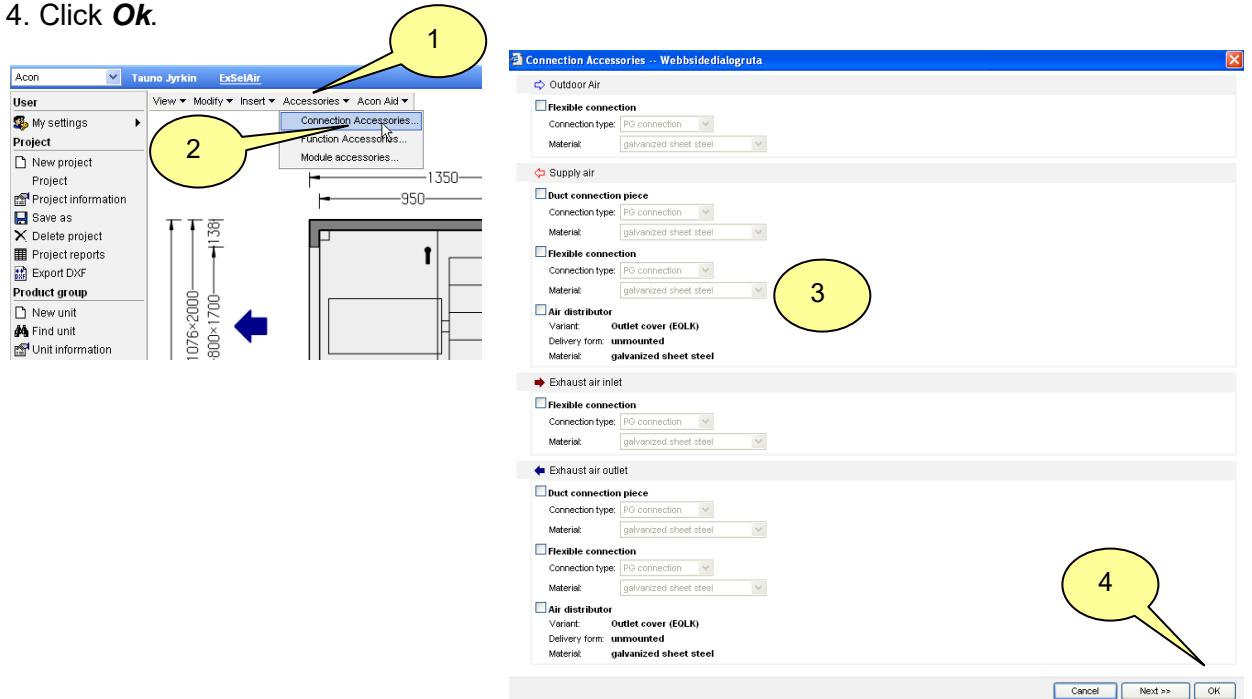 4. Click Ok.
1
Acon
Tauno Jyrkin
ExSelAir
User
My settings
Project
New project
Project
Project information
Save as
Delete project
Project reports
Export DXF
Product group
New unit
Find unit
Unit information
View Modify Insert Accessories Acon Aid
Connection Accessories...
Function Accessories...
Module accessories...
2
1350
950
138
1076×2000
800×1700
Connection Accessories -- Webbsidedialogruta
Outdoor Air
Flexible connection
Connection type: PG connection
Material: galvanized sheet steel
Supply air
Duct connection piece
Connection type: PG connection
Material: galvanized sheet steel
Flexible connection
Connection type: PG connection
Material: galvanized sheet steel
3
Air distributor
Variant: Outlet cover (EQLK)
Delivery form: unmounted
Material: galvanized sheet steel
Exhaust air inlet
Flexible connection
Connection type: PG connection
Material: galvanized sheet steel
Exhaust air outlet
Duct connection piece
Connection type: PG connection
Material: galvanized sheet steel
Flexible connection
Connection type: PG connection
Material: galvanized sheet steel
4
Air distributor
Variant: Outlet cover (EQLK)
Delivery form: unmounted
Material: galvanized sheet steel
Cancel
Next >>
OK